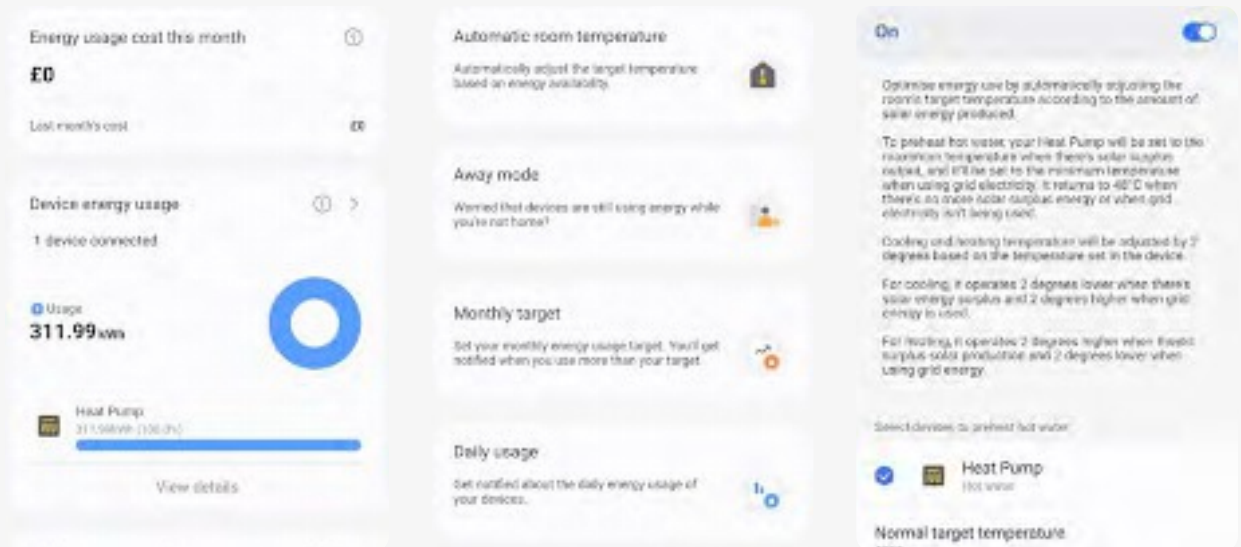 Energy usage cost this month
£0
Last month's cost
£0
Device energy usage
1 device connected
Usage
311.99 kWh
Heat Pump
View details
Automatic room temperature
Automatically adjust the target temperature
based on energy availability.
Away mode
Worried that devices are still using energy while
you're not home?
Monthly target
Set your monthly energy usage target. You'll get
notified when you use more than your target.
Daily usage
Get notified about the daily energy usage of
your devices.
On
Optimise energy use by automatically adjusting the
room's target temperature according to the amount of
solar energy produced.
To preheat hot water, your Heat Pump will be set to the
maximum temperature when there's solar surplus
output, and it'll be set to the minimum temperature
when using grid electricity. It returns to 48°C when
there's no more solar surplus energy or when grid
electricity isn't being used.
Cooling and heating temperature will be adjusted by 2
degrees based on the temperature set in the device.
For cooling, it operates 2 degrees lower when there's
solar energy surplus and 2 degrees higher when grid
energy is used.
For heating, it operates 2 degrees higher when there's
surplus solar production and 2 degrees lower when
using grid energy.
Select devices to preheat hot water
Heat Pump
Hot water
Normal target temperature